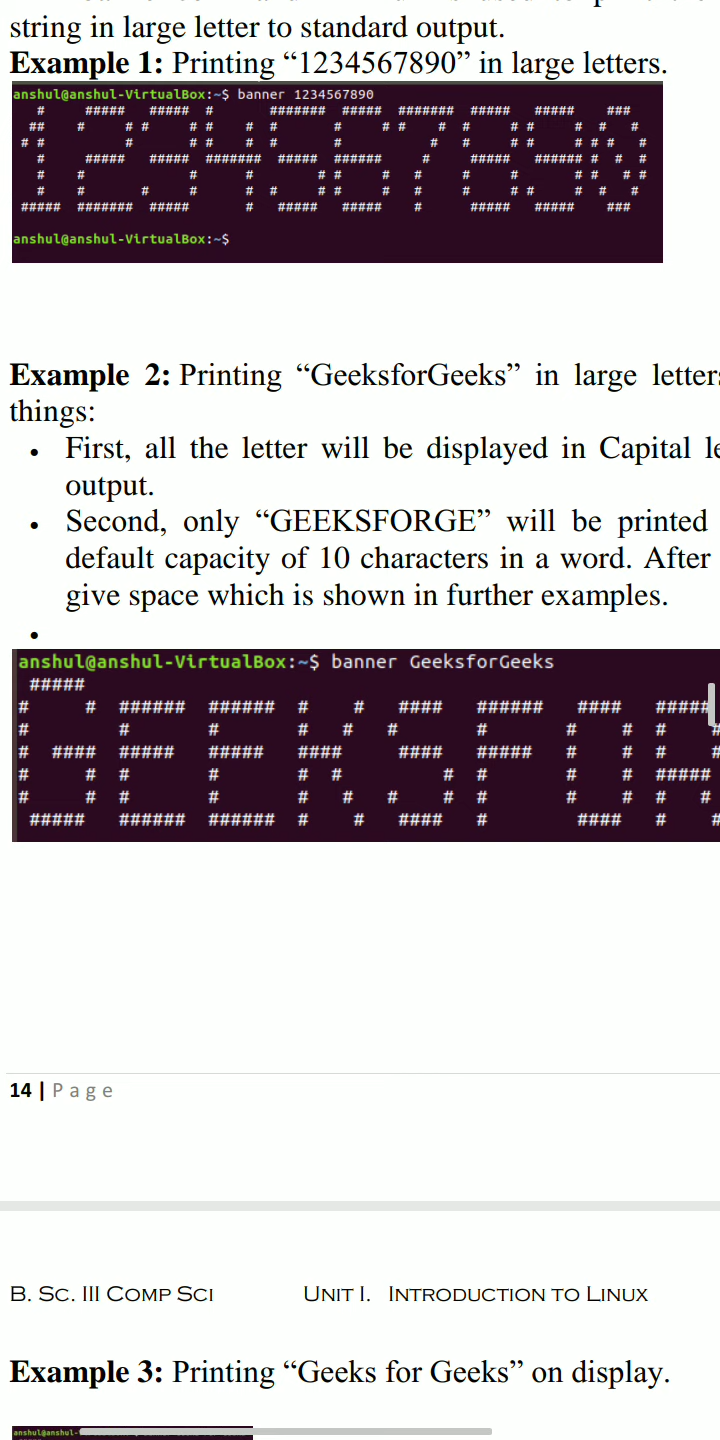 string in large letter to standard output.
Example 1: Printing “1234567890” in large letters.
anshul@anshul-VirtualBox:~$ banner 1234567890
anshul@anshul-VirtualBox:~$
Example 2: Printing “GeeksforGeeks” in large
things:
• First, all the letter will be displayed in Capital
output.
• Second, only “GEEKSFORGE” will be printed
default capacity of 10 characters in a word. After
give space which is shown in further examples.
•
anshul@anshul-VirtualBox:~$ banner GeeksforGeeks
GEEKSFOR
14 | Page
B. Sc. III Comp Sci Unit I. Introduction to Linux
Example 3: Printing “Geeks for Geeks” on display.